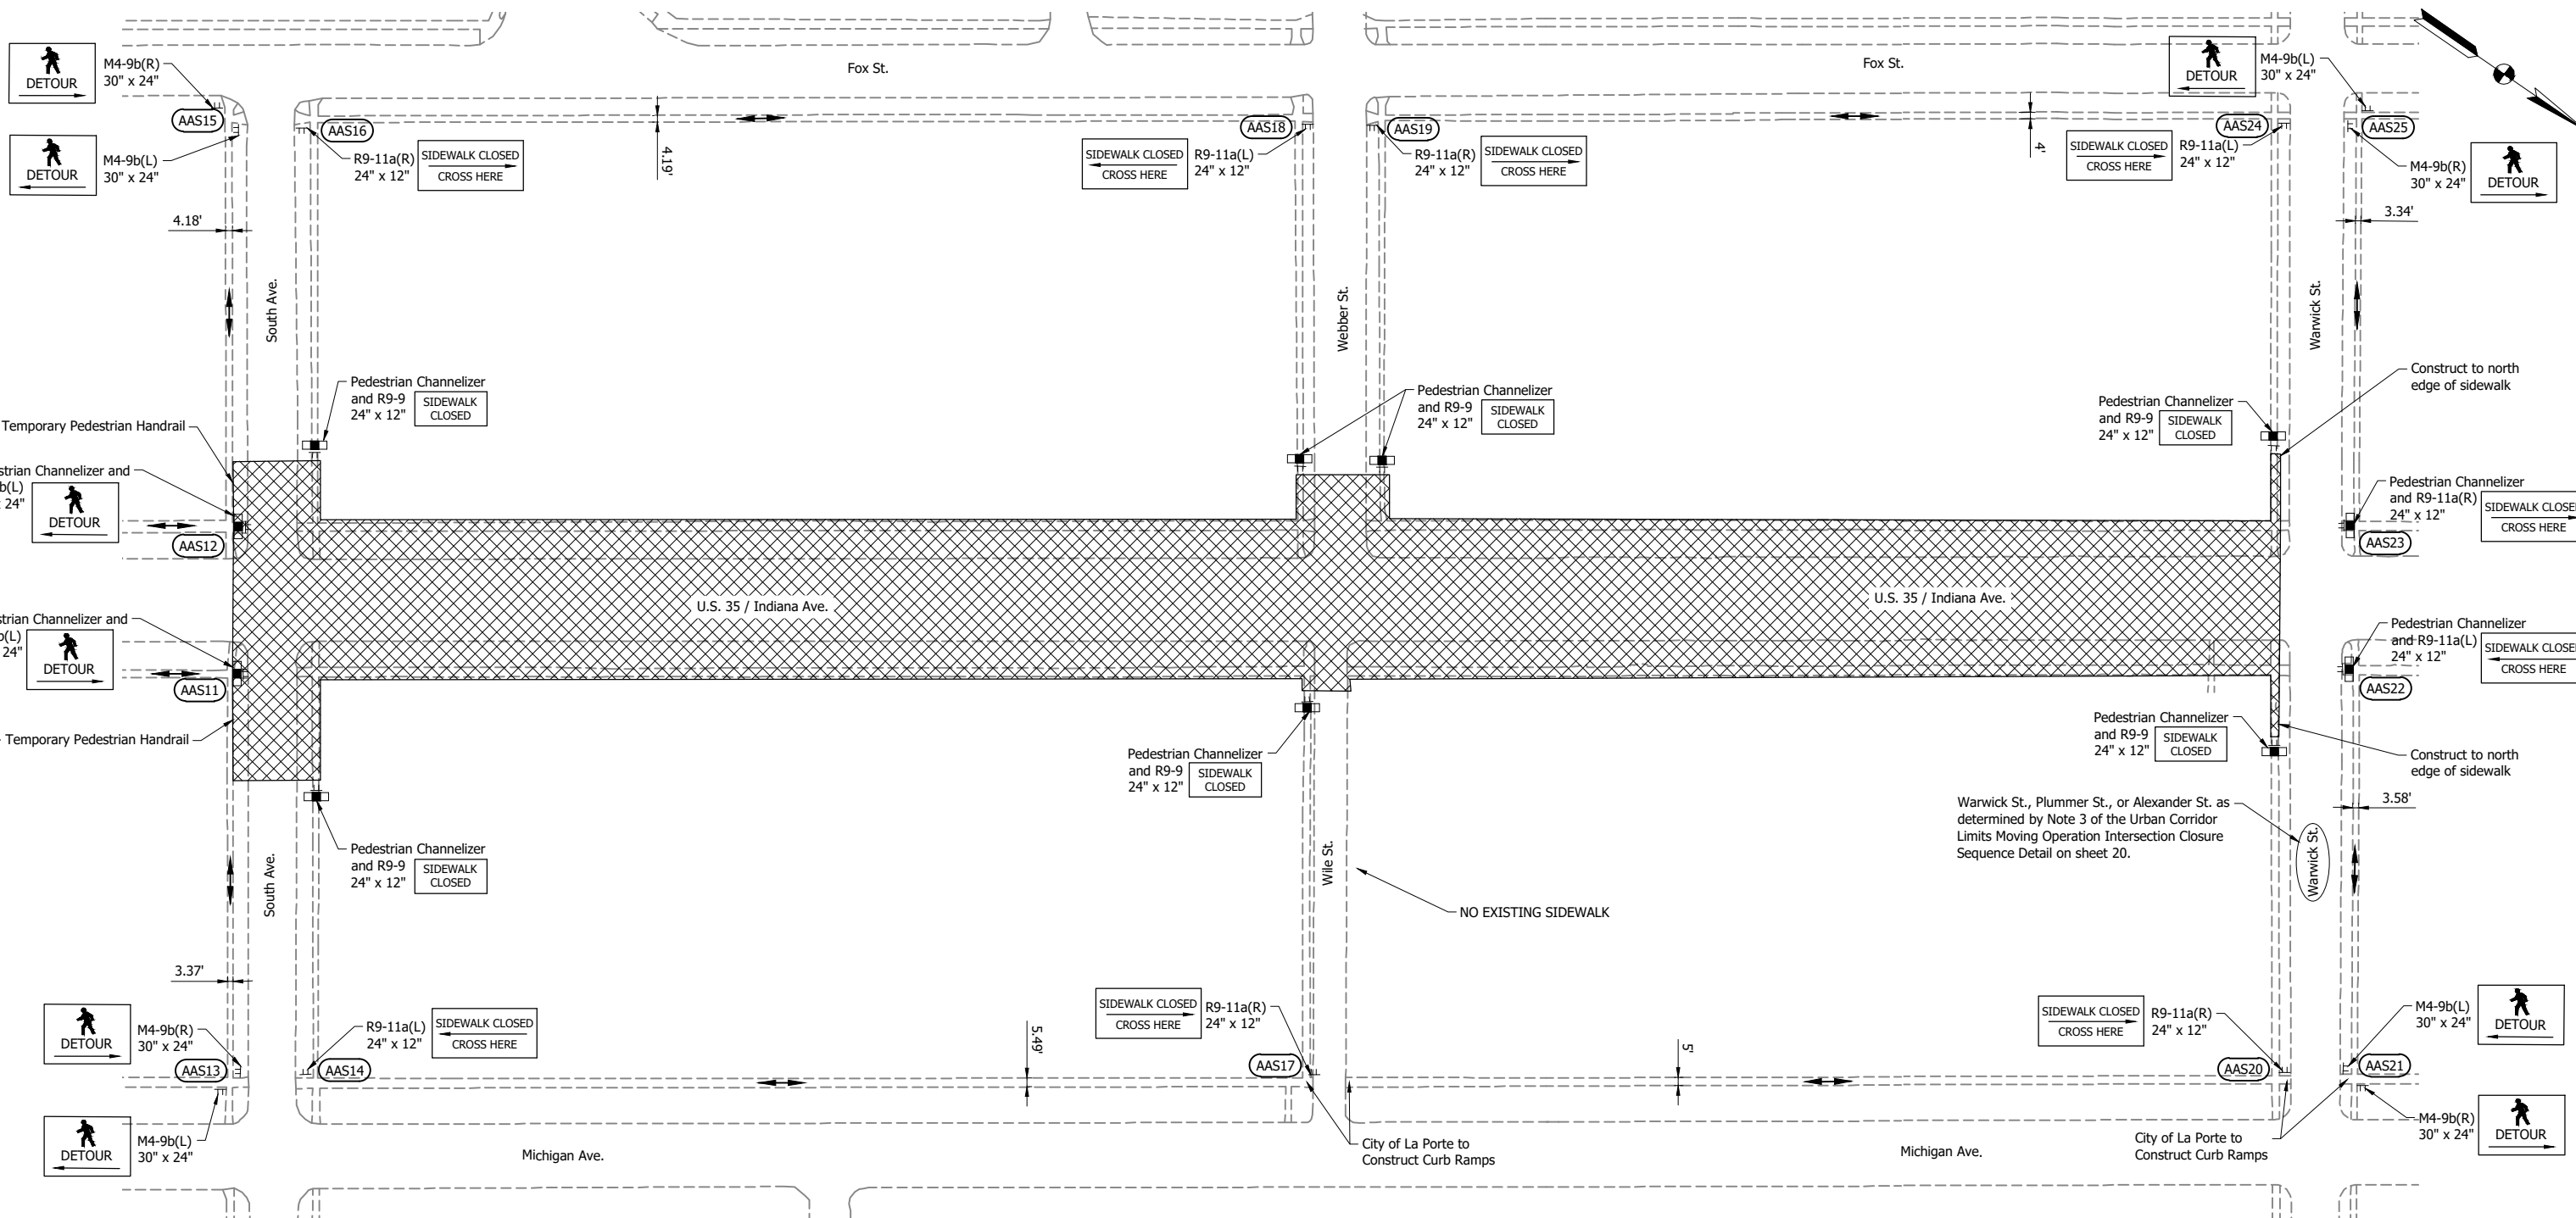 DETOUR
M4-9b(R)
30" x 24"
AAS15
DETOUR
M4-9b(L)
30" x 24"
AAS16
R9-11a(R)
24" x 12"
SIDEWALK CLOSED
CROSS HERE
Fox St.
4.19'
4.18'
South Ave.
AAS18
SIDEWALK CLOSED
CROSS HERE
R9-11a(L)
24" x 12"
AAS19
R9-11a(R)
24" x 12"
SIDEWALK CLOSED
CROSS HERE
Webber St.
Fox St.
4'
DETOUR
M4-9b(L)
30" x 24"
AAS24
SIDEWALK CLOSED
CROSS HERE
R9-11a(L)
24" x 12"
AAS25
M4-9b(R)
30" x 24"
DETOUR
3.34'
Warwick St.
Construct to north
edge of sidewalk
Pedestrian Channelizer
and R9-9
24" x 12"
SIDEWALK
CLOSED
Temporary Pedestrian Handrail
strian Channelizer and
b(L)
x 24"
DETOUR
AAS12
Pedestrian Channelizer
and R9-9
24" x 12"
SIDEWALK
CLOSED
Pedestrian Channelizer
and R9-9
24" x 12"
SIDEWALK
CLOSED
Pedestrian Channelizer
and R9-11a(R)
24" x 12"
SIDEWALK CLOSED
CROSS HERE
AAS23
U.S. 35 / Indiana Ave.
U.S. 35 / Indiana Ave.
strian Channelizer and
b(L)
24"
DETOUR
AAS11
Temporary Pedestrian Handrail
Pedestrian Channelizer
and R9-11a(L)
24" x 12"
SIDEWALK CLOSED
CROSS HERE
AAS22
Pedestrian Channelizer
and R9-9
24" x 12"
SIDEWALK
CLOSED
Pedestrian Channelizer
and R9-9
24" x 12"
SIDEWALK
CLOSED
Pedestrian Channelizer
and R9-9
24" x 12"
SIDEWALK
CLOSED
Construct to north
edge of sidewalk
3.58'
Warwick St., Plummer St., or Alexander St. as
determined by Note 3 of the Urban Corridor
Limits Moving Operation Intersection Closure
Sequence Detail on sheet 20.
Warwick St.
South Ave.
Wile St.
NO EXISTING SIDEWALK
3.37'
DETOUR
M4-9b(R)
30" x 24"
AAS13
R9-11a(L)
24" x 12"
SIDEWALK CLOSED
CROSS HERE
AAS14
DETOUR
M4-9b(L)
30" x 24"
5.49'
SIDEWALK CLOSED
CROSS HERE
R9-11a(R)
24" x 12"
AAS17
5'
SIDEWALK CLOSED
CROSS HERE
R9-11a(R)
24" x 12"
AAS20
M4-9b(L)
30" x 24"
DETOUR
AAS21
M4-9b(R)
30" x 24"
DETOUR
Michigan Ave.
City of La Porte to
Construct Curb Ramps
Michigan Ave.
City of La Porte to
Construct Curb Ramps